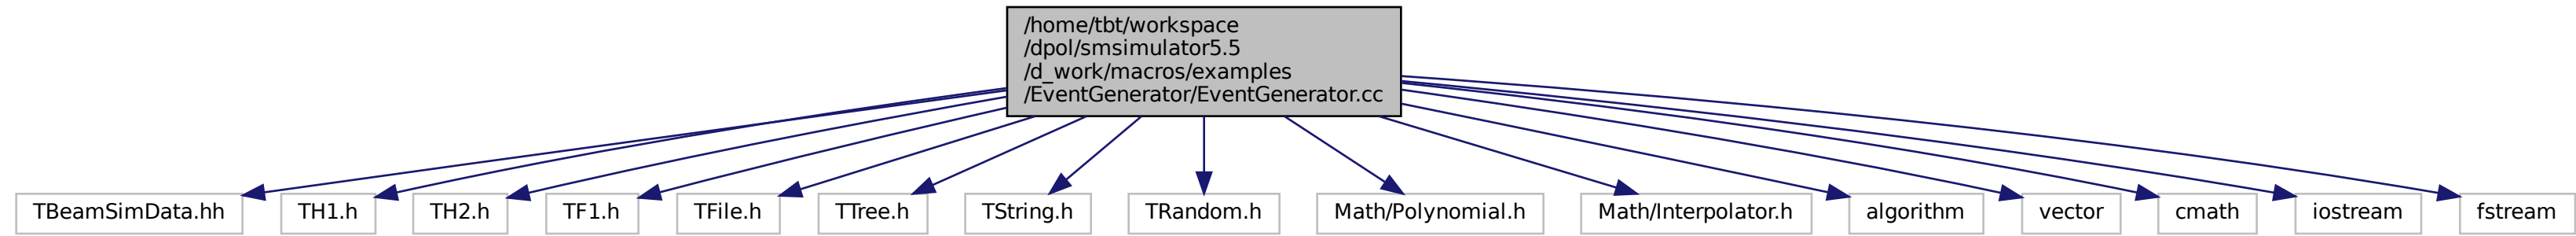 /home/tbt/workspace
/dpol/smsimulator5.5
/d_work/macros/examples
/EventGenerator/EventGenerator.cc
TBeamSimData.hh
TH1.h
TH2.h
TF1.h
TFile.h
TTree.h
TString.h
TRandom.h
Math/Polynomial.h
Math/Interpolator.h
algorithm
vector
cmath
iostream
fstream